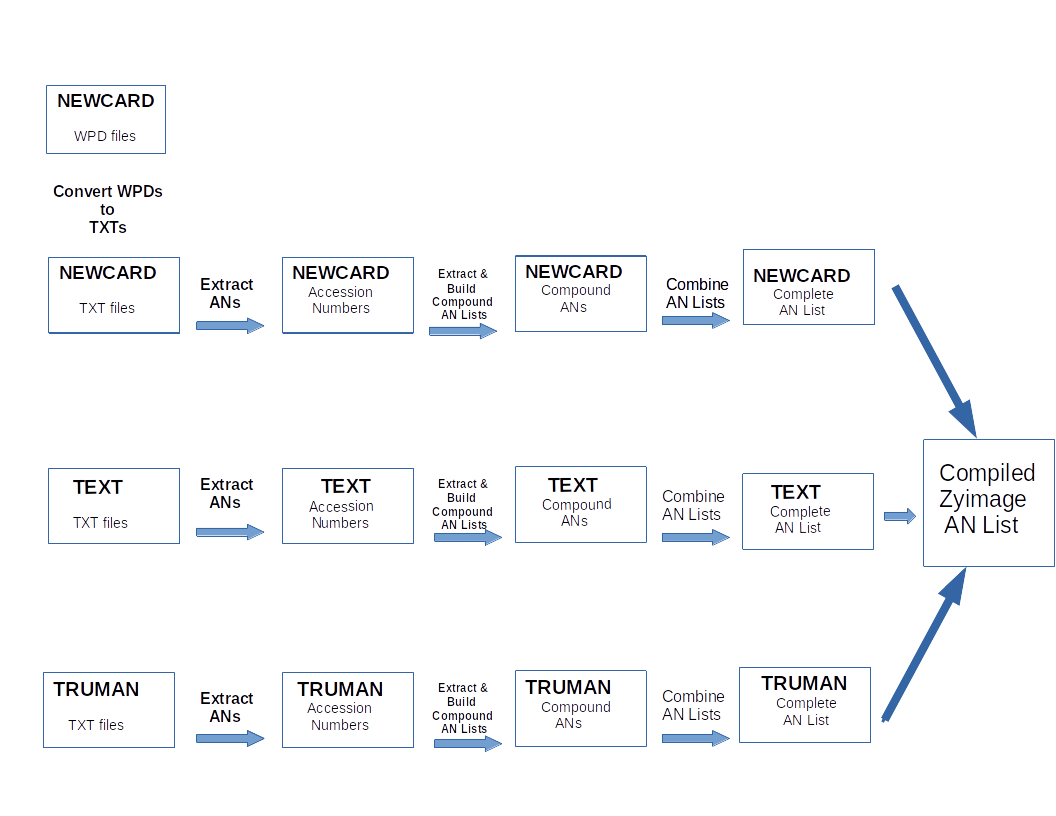 NEWCARD
WPD files
Convert WPDs
to
TXTs
NEWCARD
TXT files
Extract
ANs
NEWCARD
Accession
Numbers
Extract &
Build
Compound
AN Lists
NEWCARD
Compound
ANs
Combine
AN Lists
NEWCARD
Complete
AN List
TEXT
TXT files
Extract
ANs
TEXT
Accession
Numbers
Extract &
Build
Compound
AN Lists
TEXT
Compound
ANs
Combine
AN Lists
TEXT
Complete
AN List
Compiled
Zyimage
AN List
TRUMAN
TXT files
Extract
ANs
TRUMAN
Accession
Numbers
Extract &
Build
Compound
AN Lists
TRUMAN
Compound
ANs
Combine
AN Lists
TRUMAN
Complete
AN List